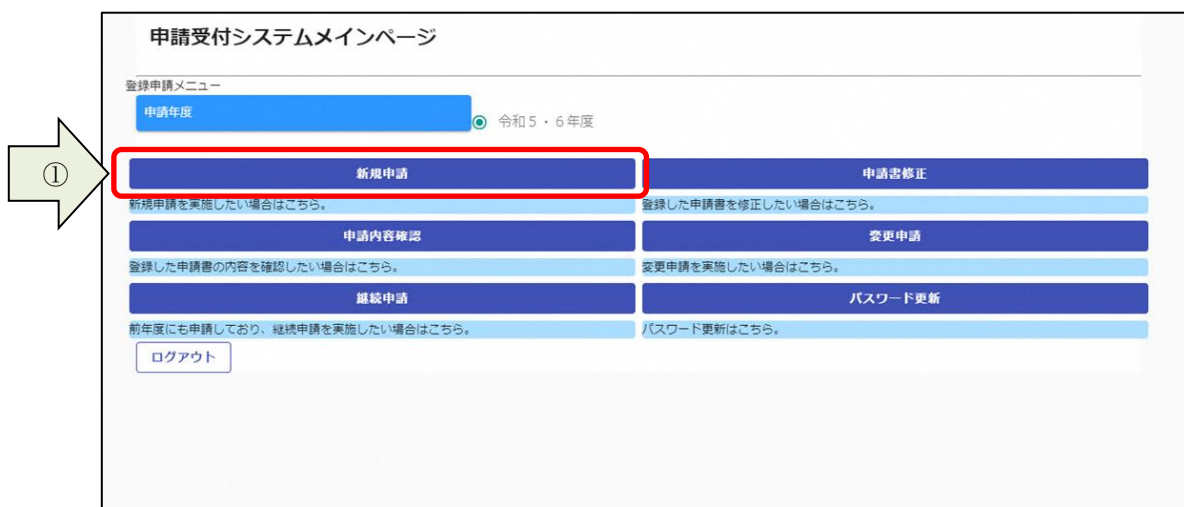 申請受付システムメインページ
登録申請メニュー
申請年度
令和5・6年度
①
新規申請
申請書修正
新規申請を実施したい場合はこちら。
登録した申請書を修正したい場合はこちら。
申請内容確認
変更申請
登録した申請書の内容を確認したい場合はこちら。
変更申請を実施したい場合はこちら。
継続申請
パスワード更新
前年度にも申請しており、継続申請を実施したい場合はこちら。
パスワード更新はこちら。
ログアウト